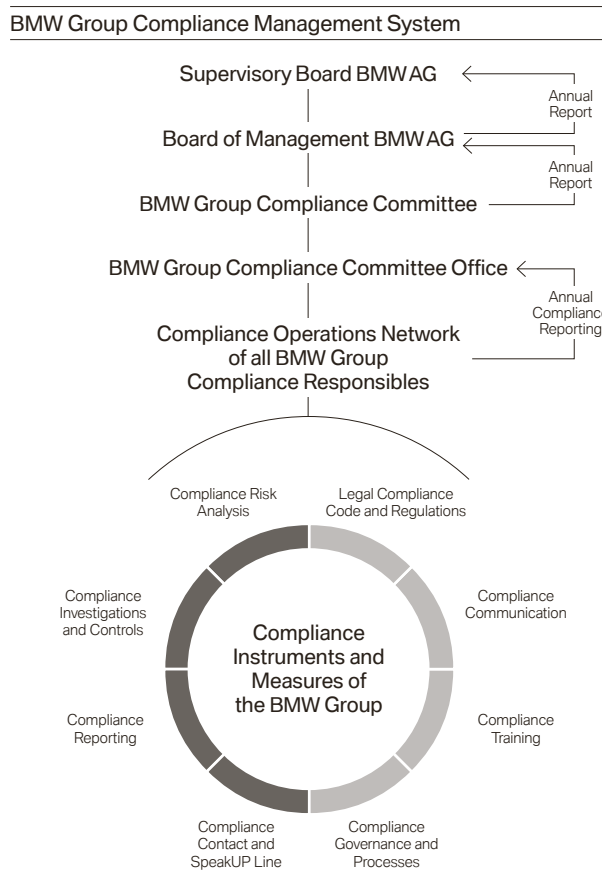 BMW Group Compliance Management System
Supervisory Board BMW AG
Annual
Report
Board of Management BMW AG
Annual
Report
BMW Group Compliance Committee
BMW Group Compliance Committee Office
Annual
Compliance
Reporting
Compliance Operations Network
of all BMW Group
Compliance Responsibles
Compliance Risk
Analysis
Legal Compliance
Code and Regulations
Compliance
Investigations
and Controls
Compliance
Communication
Compliance
Instruments and
Measures of
the BMW Group
Compliance
Reporting
Compliance
Training
Compliance
Contact and
SpeakUP Line
Compliance
Governance and
Processes